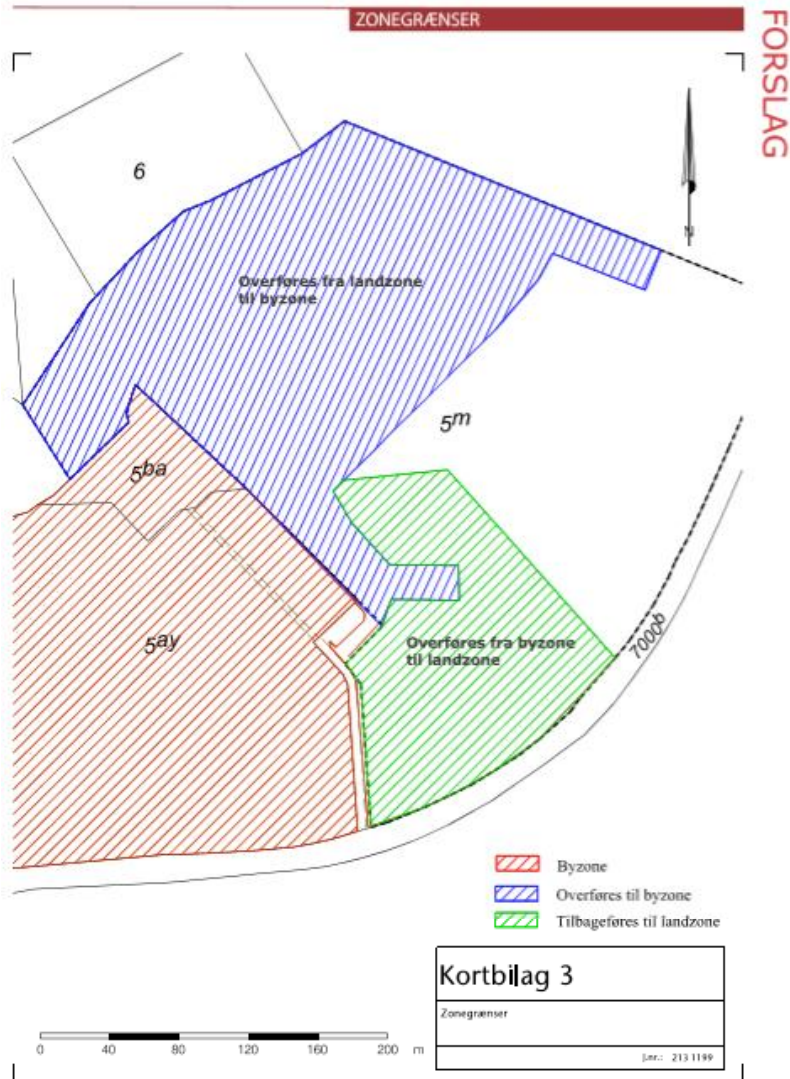 ZONEGRÆNSER
FORSLAG
6
N
Overføres fra landzone
til byzone
5m
5ba
5ay
Overføres fra byzone
til landzone
7000b
Byzone
Overføres til byzone
Tilbageføres til landzone
Kortbilag 3
Zonegrænser
J.nr.: 213 1199
0 40 80 120 160 200 m